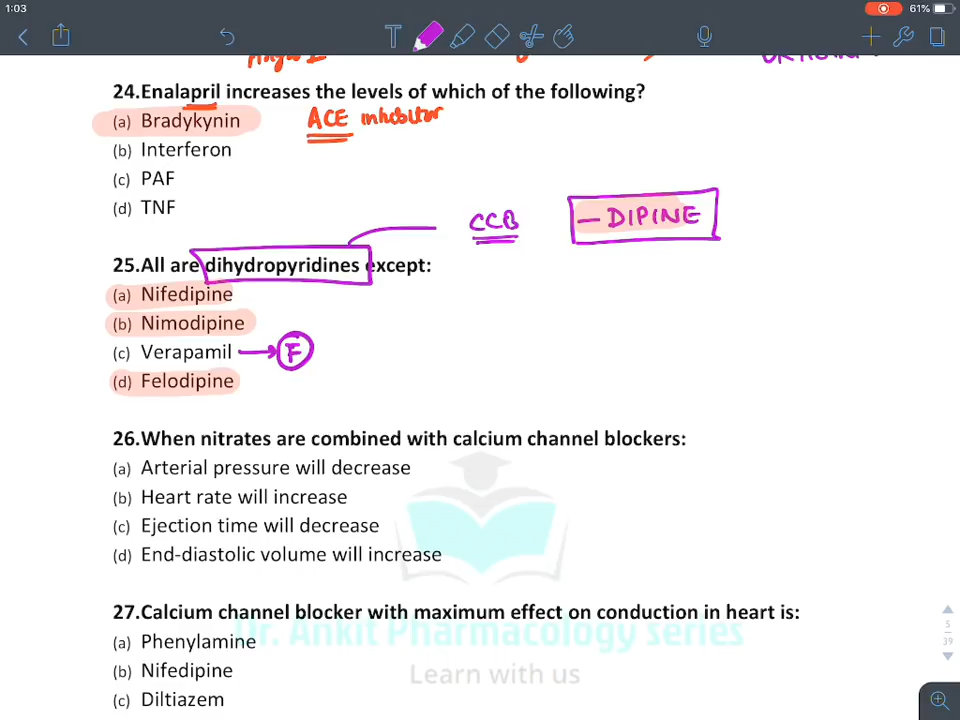 1:03
61%
T
24.Enalapril increases the levels of which of the following?
(a) Bradykynin
ACE inhibitor
(b) Interferon
(c) PAF
(d) TNF
CCB
— DIPINE
25.All are dihydropyridines except:
(a) Nifedipine
(b) Nimodipine
(c) Verapamil → F
(d) Felodipine
26.When nitrates are combined with calcium channel blockers:
(a) Arterial pressure will decrease
(b) Heart rate will increase
(c) Ejection time will decrease
(d) End-diastolic volume will increase
27.Calcium channel blocker with maximum effect on conduction in heart is:
Dr. Ankit Pharmacology series
(a) Phenylamine
(b) Nifedipine
Learn with us
(c) Diltiazem
5
39